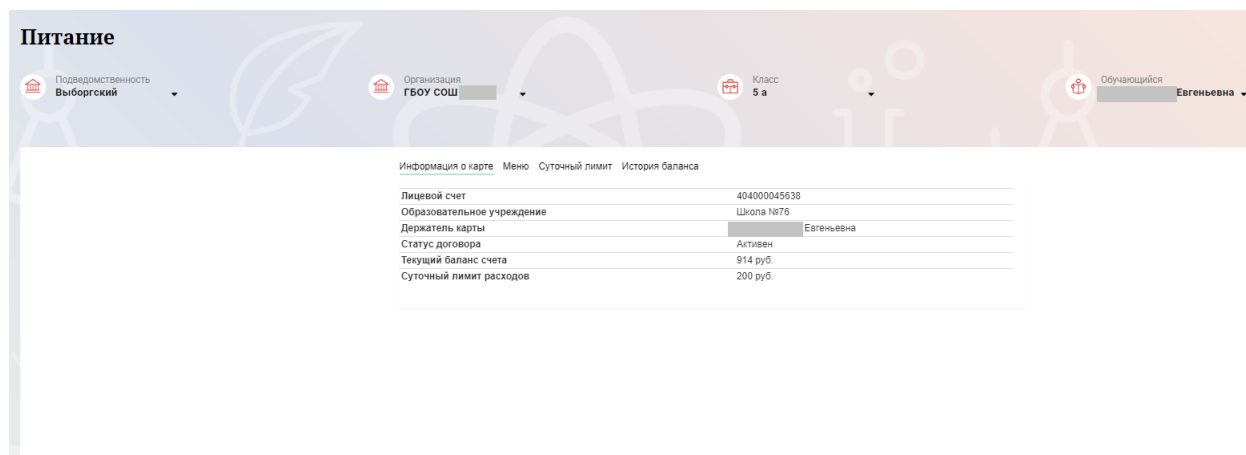 Питание
Подведомственность
Выборгский
Организация
ГБОУ СОШ
Класс
5 а
Обучающийся
Евгеньевна
Информация о карте Меню Суточный лимит История баланса
Лицевой счет 404000045638
Образовательное учреждение Школа №76
Держатель карты Евгеньевна
Статус договора Активен
Текущий баланс счета 914 руб.
Суточный лимит расходов 200 руб.